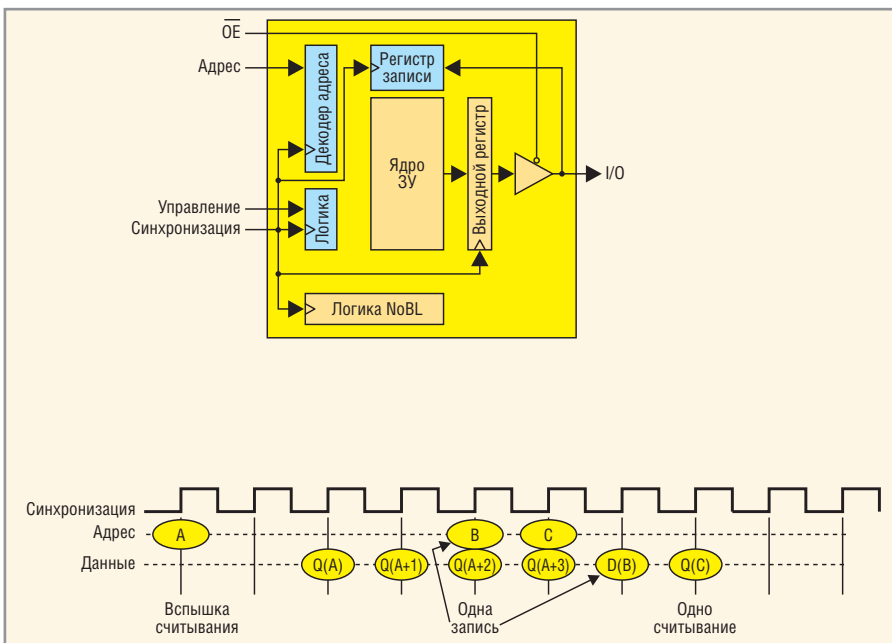 OE
Адрес
Декодер адреса
Регистр
записи
Ядро
ЗУ
Выходной регистр
I/O
Управление
Синхронизация
Логика
Логика NoBL
Синхронизация
Адрес
A
B
C
Данные
Q(A)
Q(A+1)
Q(A+2)
Q(A+3)
D(B)
Q(C)
Вспышка
считывания
Одна
запись
Одно
считывание